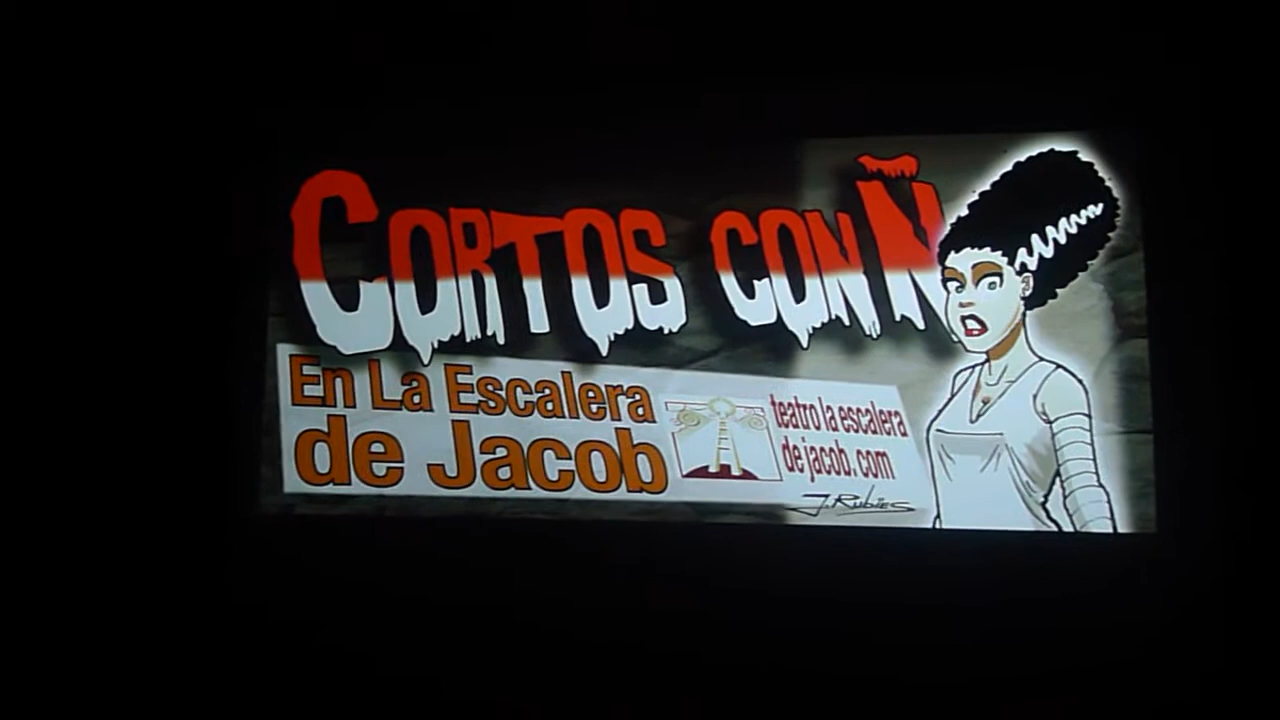 CORTOS CON Ñ
En La Escalera
de Jacob
teatro la escalera
de jacob.com
J. Rubies